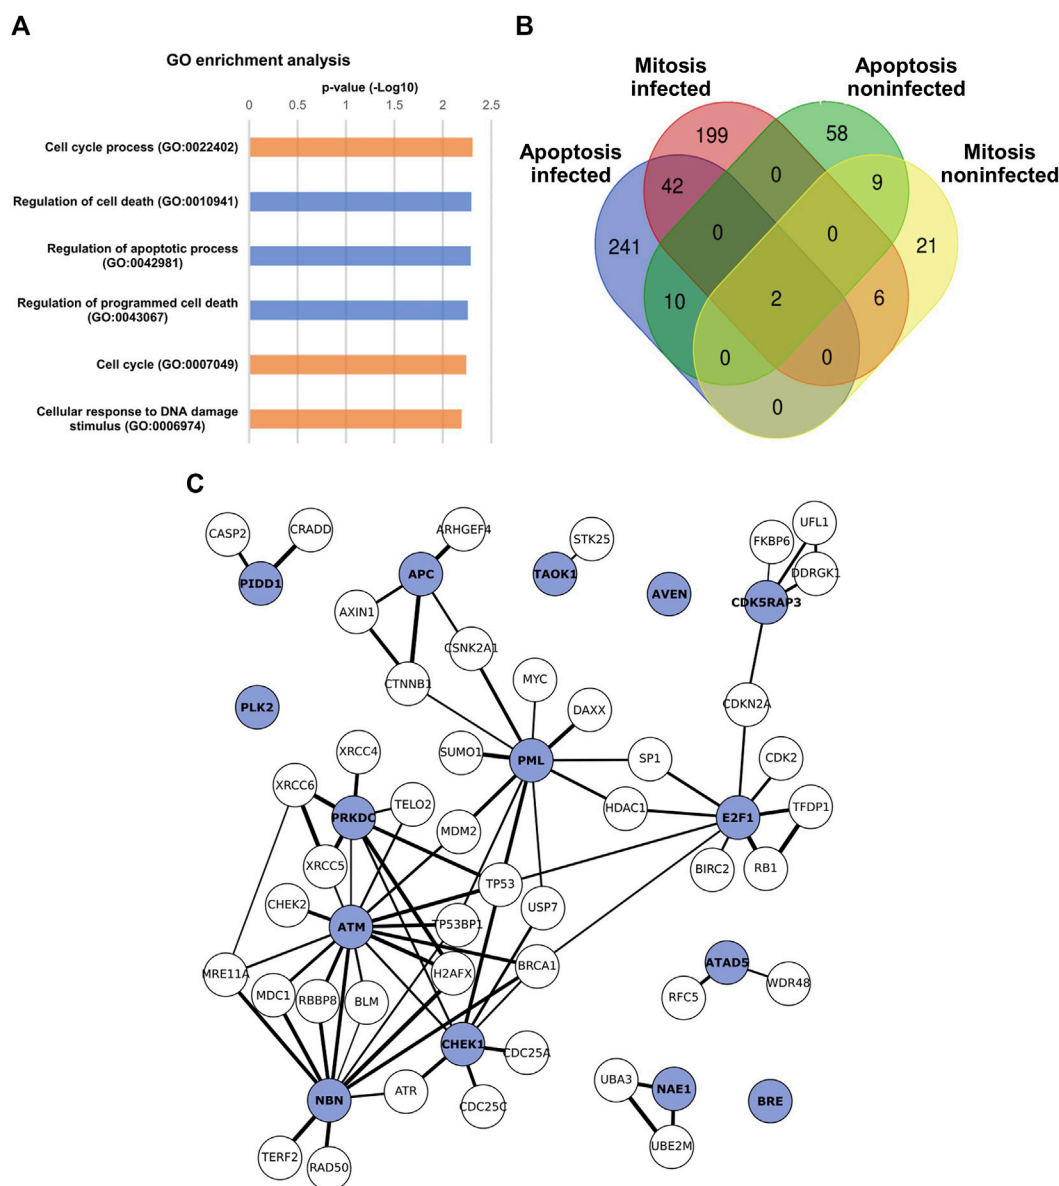 A
GO enrichment analysis
p-value (-Log10)
0 0.5 1 1.5 2 2.5
Cell cycle process (GO:0022402)
Regulation of cell death (GO:0010941)
Regulation of apoptotic process
(GO:0042981)
Regulation of programmed cell death
(GO:0043067)
Cell cycle (GO:0007049)
Cellular response to DNA damage
stimulus (GO:0006974)
B
Mitosis
infected
Apoptosis
noninfected
Apoptosis
infected
Mitosis
noninfected
199
58
42
0
9
241
0
0
21
10
2
6
0
0
0
C
CASP2
CRADD
PIDD1
ARHGEF4
APC
AXIN1
CSNK2A1
CTNNB1
STK25
TAOK1
AVEN
UFL1
FKBP6
DDRGK1
CDK5RAP3
PLK2
MYC
DAXX
CDKN2A
XRCC4
SUMO1
PML
SP1
CDK2
XRCC6
TELO2
PRKDC
HDAC1
E2F1
TFDP1
MDM2
XRCC5
BIRC2
RB1
TP53
CHEK2
USP7
ATM
TP53BP1
MRE11A
H2AFX
BRCA1
ATAD5
MDC1
RBBP8
BLM
RFC5
WDR48
CHEK1
CDC25A
NBN
ATR
CDC25C
UBA3
NAE1
BRE
UBE2M
TERF2
RAD50